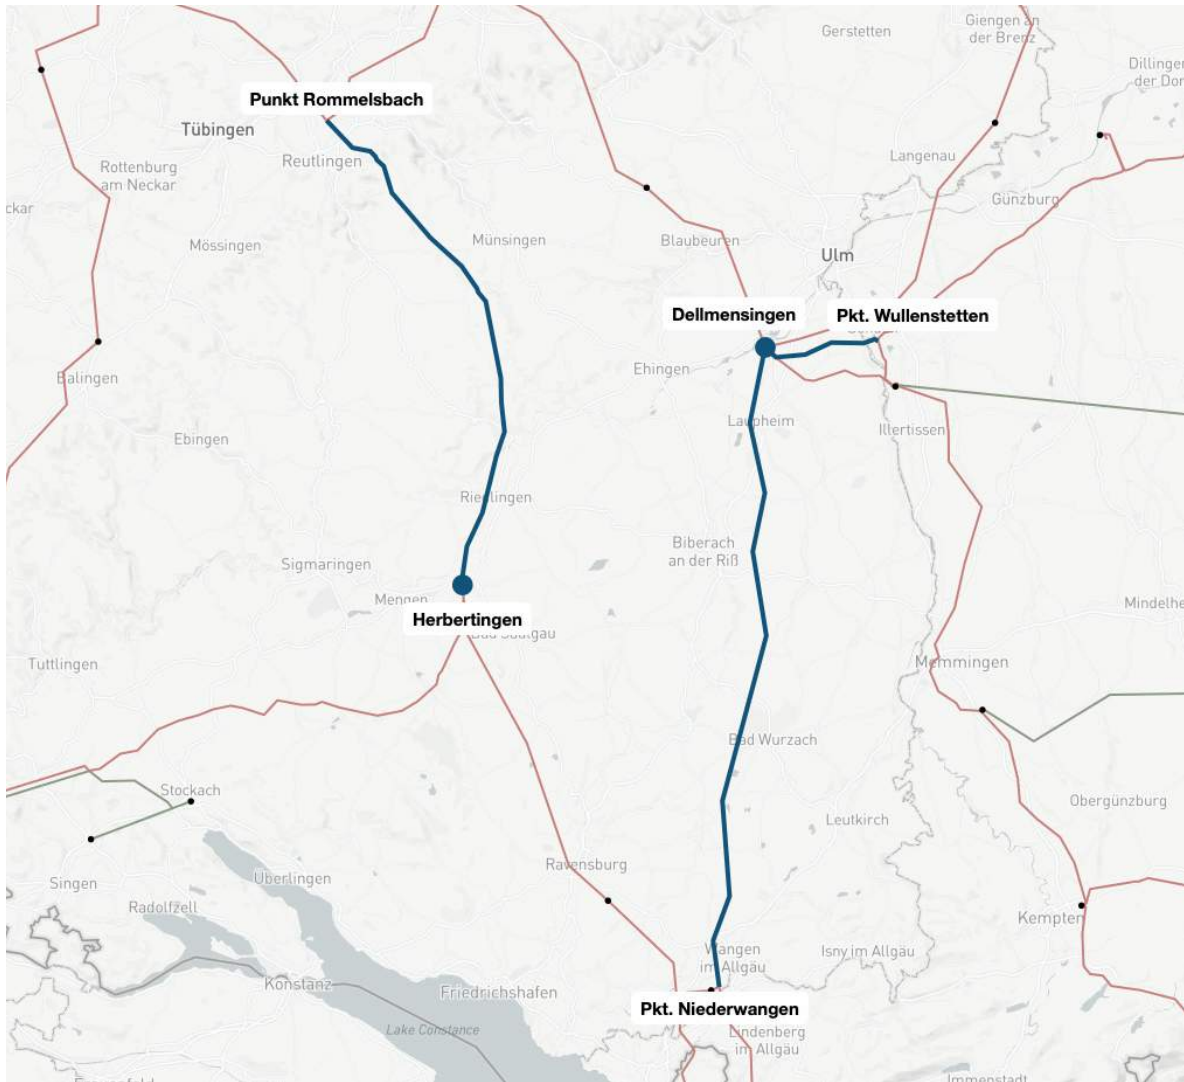 Giengen an
der Brenz
Gerstetten
Dillingen
der Don
Punkt Rommelsbach
Tübingen
Reutlingen
Rottenburg
am Neckar
Langenau
Günzburg
ckar
Mössingen
Münsingen
Blaubeuren
Ulm
Dellmensingen
Pkt. Wullenstetten
Balingen
Ehingen
Laupheim
Illertissen
Ebingen
Riedlingen
Biberach
an der Riß
Sigmaringen
Mengen
Herbertingen
Bad Saulgau
Mindelhe
Tuttlingen
Memmingen
Bad Wurzach
Stockach
Obergünzburg
Leutkirch
Ravensburg
Singen
Überlingen
Radolfzell
Kempten
Wangen
im Allgäu
Isny im Allgäu
Konstanz
Friedrichshafen
Pkt. Niederwangen
Lake Constance
Lindenberg
im Allgäu
Immenstadt